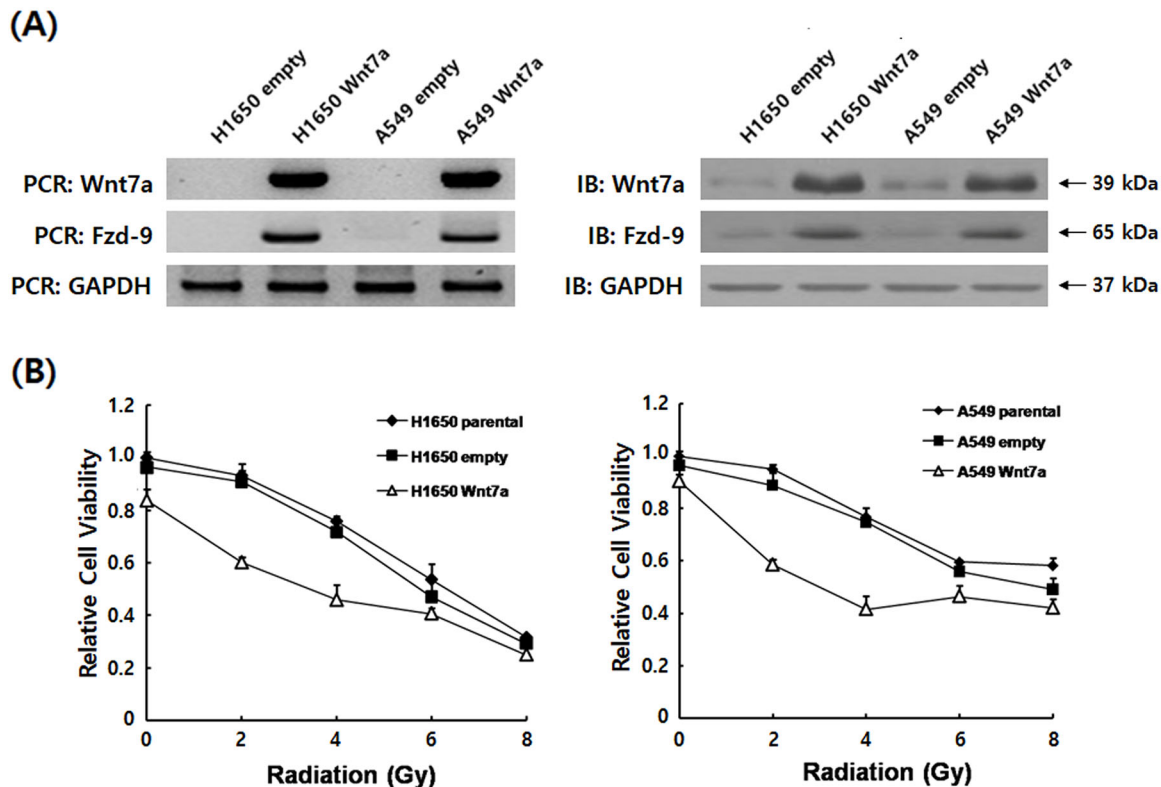 (A)
H1650 empty
H1650 Wnt7a
A549 empty
A549 Wnt7a
PCR: Wnt7a
PCR: Fzd-9
PCR: GAPDH
H1650 empty
H1650 Wnt7a
A549 empty
A549 Wnt7a
IB: Wnt7a
39 kDa
IB: Fzd-9
65 kDa
IB: GAPDH
37 kDa
(B)
Relative Cell Viability
1.2
1.0
0.8
0.6
0.4
0.2
0
H1650 parental
H1650 empty
H1650 Wnt7a
0 2 4 6 8
Radiation (Gy)
Relative Cell Viability
1.2
1.0
0.8
0.6
0.4
0.2
0
A549 parental
A549 empty
A549 Wnt7a
0 2 4 6 8
Radiation (Gy)